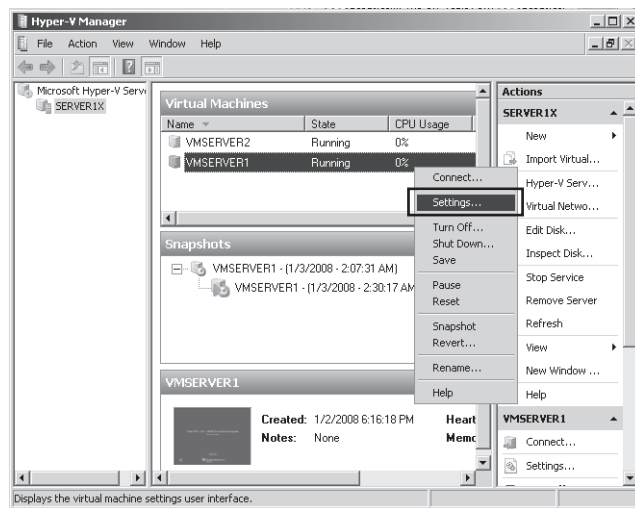 Hyper-V Manager
File Action View Window Help
Microsoft Hyper-V Serv
SERVER1X
Virtual Machines
Name State CPU Usage
VMSERVER2 Running 0%
VMSERVER1 Running 0%
Snapshots
VMSERVER1 - (1/3/2008 - 2:07:31 AM)
VMSERVER1 - (1/3/2008 - 2:30:17 AM
VMSERVER1
Created: 1/2/2008 6:16:18 PM Heart
Notes: None Memo
Connect...
Settings...
Turn Off...
Shut Down...
Save
Pause
Reset
Snapshot
Revert...
Rename...
Help
Actions
SERVER1X
New
Import Virtual...
Hyper-V Serv...
Virtual Netwo...
Edit Disk...
Inspect Disk...
Stop Service
Remove Server
Refresh
View
New Window ...
Help
VMSERVER1
Connect...
Settings...
Displays the virtual machine settings user interface.